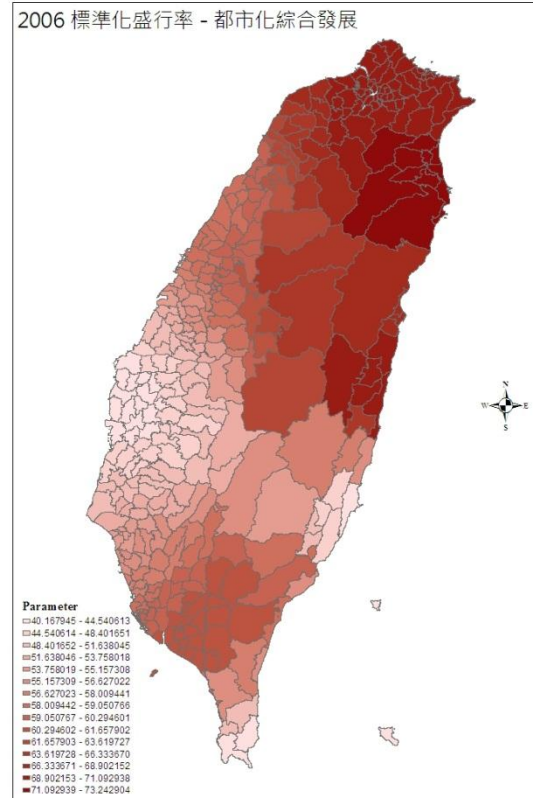 2006 標準化盛行率 - 都市化綜合發展
N
W E
S
Parameter
40.167945 - 44.540613
44.540614 - 48.401651
48.401652 - 51.638045
51.638046 - 53.758018
53.758019 - 55.157308
55.157309 - 56.627022
56.627023 - 58.009441
58.009442 - 59.050766
59.050767 - 60.294601
60.294602 - 61.657902
61.657903 - 63.619727
63.619728 - 66.333670
66.333671 - 68.902152
68.902153 - 71.092938
71.092939 - 73.242904